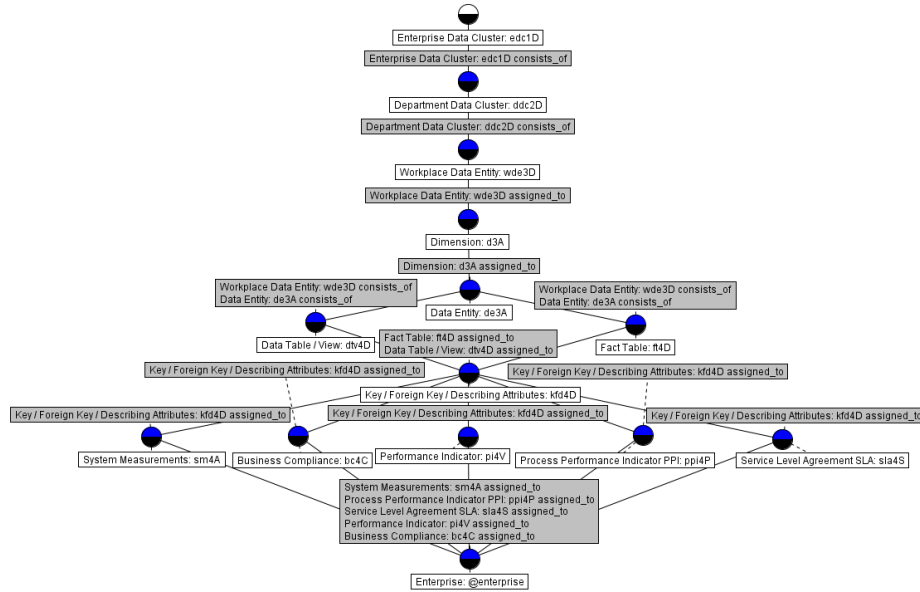 Enterprise Data Cluster: edc1D
Enterprise Data Cluster: edc1D consists_of
Department Data Cluster: ddc2D
Department Data Cluster: ddc2D consists_of
Workplace Data Entity: wde3D
Workplace Data Entity: wde3D assigned_to
Dimension: d3A
Dimension: d3A assigned_to
Workplace Data Entity: wde3D consists_of
Data Entity: de3A consists_of
Workplace Data Entity: wde3D consists_of
Data Entity: de3A consists_of
Data Entity: de3A
Data Table / View: dtv4D
Fact Table: ft4D assigned_to
Data Table / View: dtv4D assigned_to
Fact Table: ft4D
Key / Foreign Key / Describing Attributes: kfd4D assigned_to
Key / Foreign Key / Describing Attributes: kfd4D assigned_to
Key / Foreign Key / Describing Attributes: kfd4D
Key / Foreign Key / Describing Attributes: kfd4D assigned_to
Key / Foreign Key / Describing Attributes: kfd4D assigned_to
Key / Foreign Key / Describing Attributes: kfd4D assigned_to
System Measurements: sm4A
Business Compliance: bc4C
Performance Indicator: pi4V
Process Performance Indicator PPI: ppi4P
Service Level Agreement SLA: sla4S
System Measurements: sm4A assigned_to
Process Performance Indicator PPI: ppi4P assigned_to
Service Level Agreement SLA: sla4S assigned_to
Performance Indicator: pi4V assigned_to
Business Compliance: bc4C assigned_to
Enterprise: @enterprise